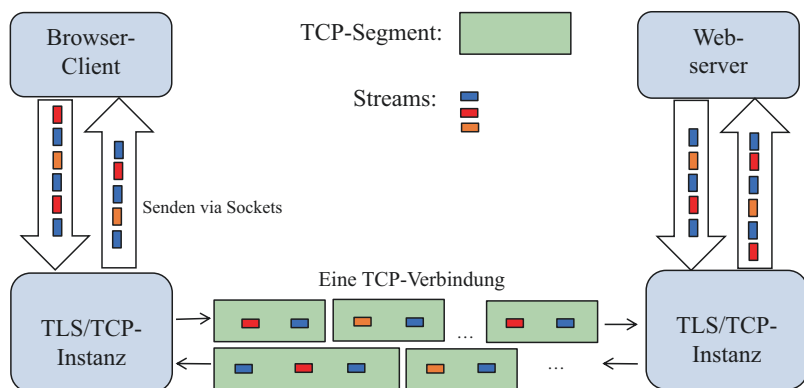 Browser-
Client
TCP-Segment:
Web-
server
Streams:
Senden via Sockets
Eine TCP-Verbindung
TLS/TCP-
Instanz
...
...
TLS/TCP-
Instanz